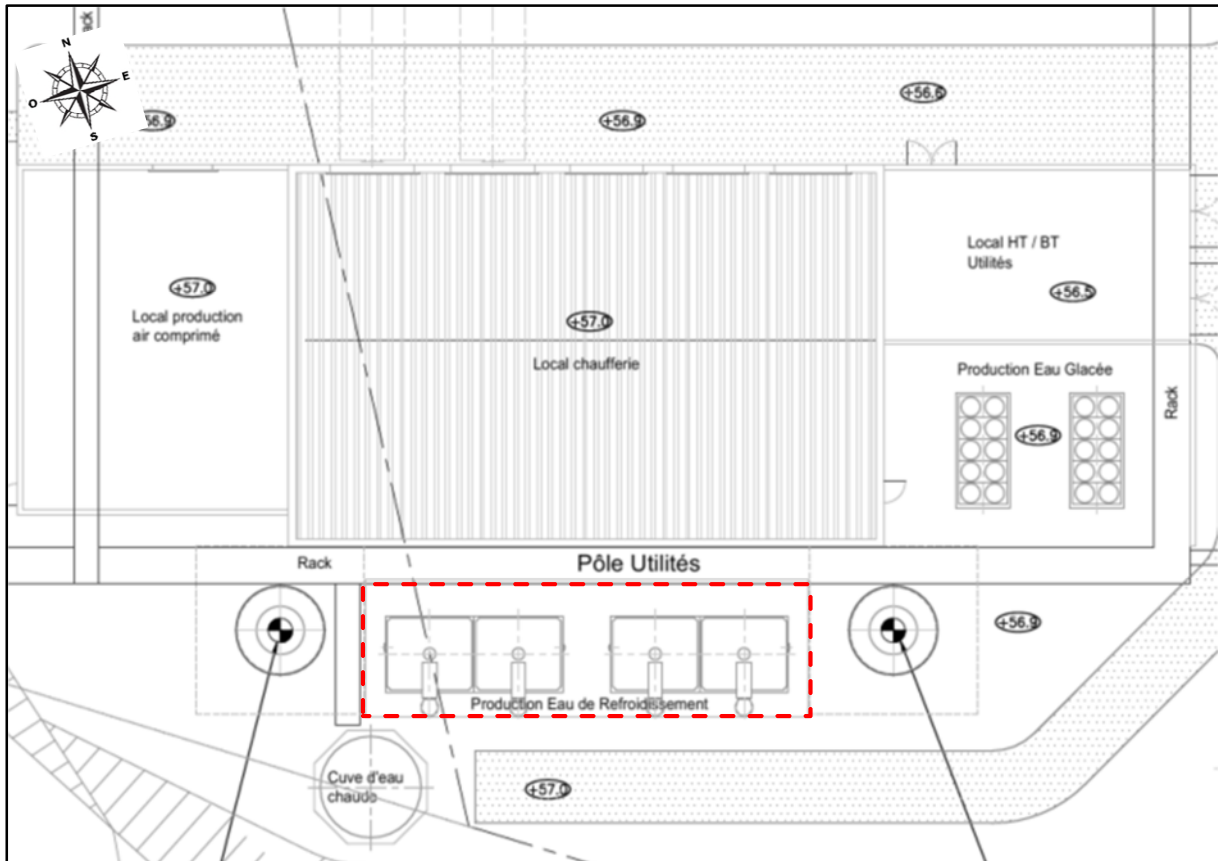 Rack
N
E
O
S
+56.9
+56.9
+56.6
Local HT / BT
Utilités
+56.5
+57.0
Local production
air comprimé
+57.0
Local chaufferie
Production Eau Glacée
+56.9
Rack
Rack
Pôle Utilités
+56.9
Production Eau de Refroidissement
Cuve d'eau
chaude
+57.0